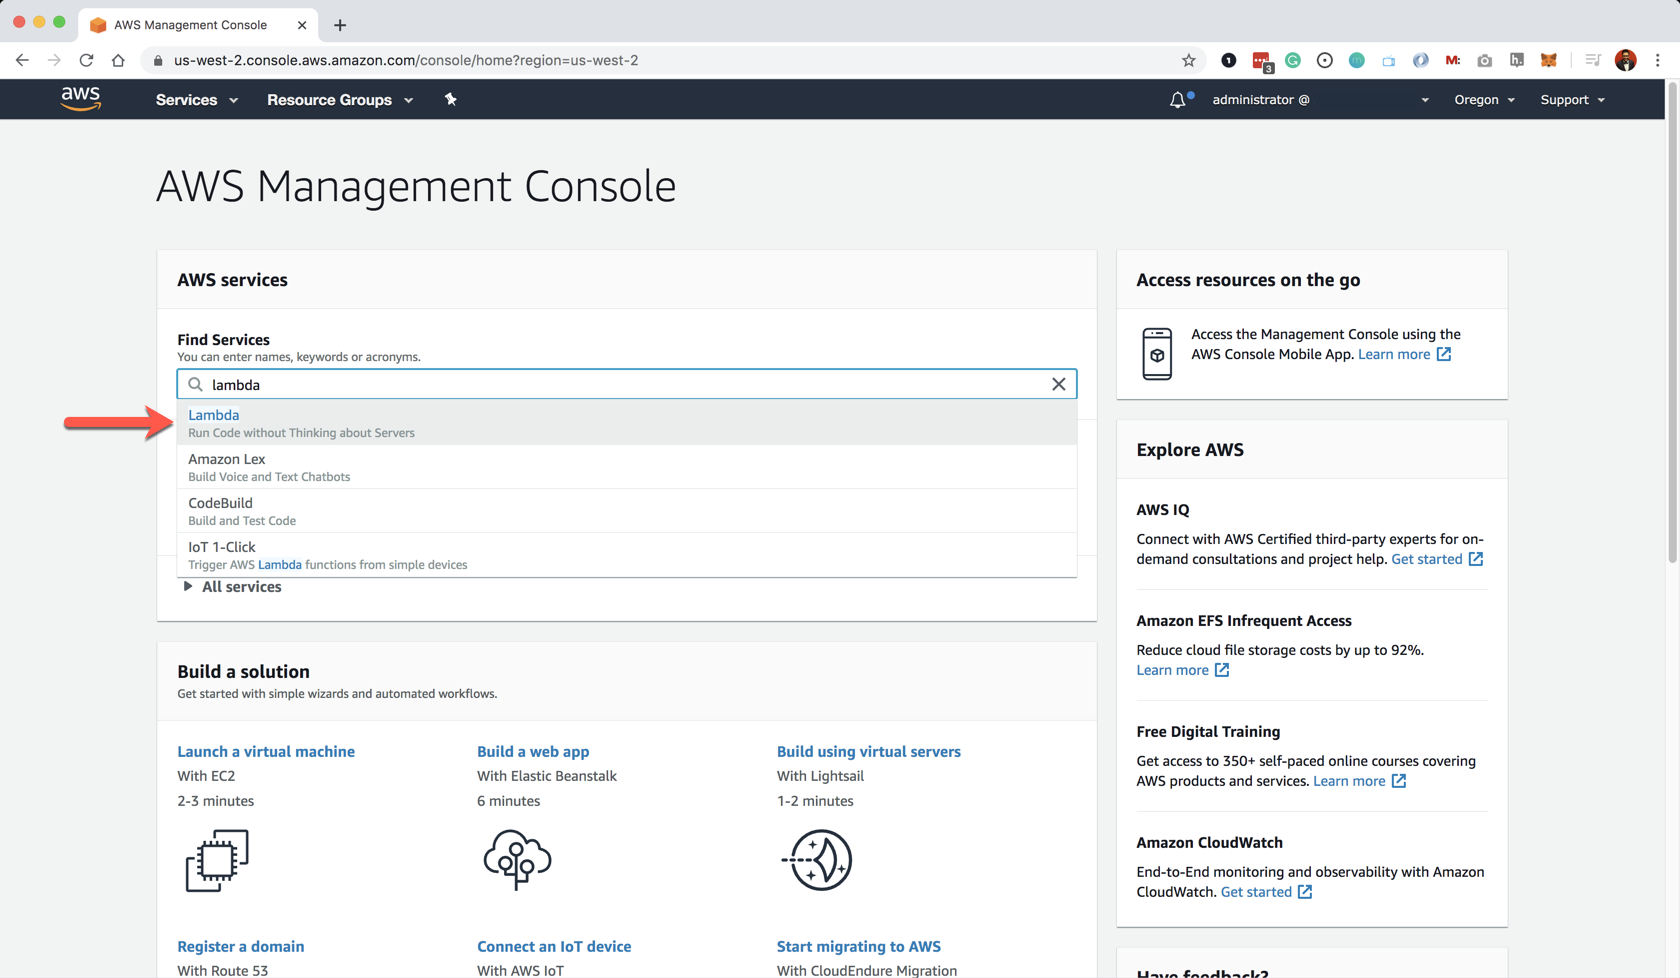 AWS Management Console
us-west-2.console.aws.amazon.com/console/home?region=us-west-2
3
M:
h.
aws
Services
Resource Groups
administrator @
Oregon
Support
AWS Management Console
AWS services
Find Services
You can enter names, keywords or acronyms.
lambda
Lambda
Run Code without Thinking about Servers
Amazon Lex
Build Voice and Text Chatbots
CodeBuild
Build and Test Code
IoT 1-Click
Trigger AWS Lambda functions from simple devices
All services
Build a solution
Get started with simple wizards and automated workflows.
Launch a virtual machine
With EC2
2-3 minutes
Build a web app
With Elastic Beanstalk
6 minutes
Build using virtual servers
With Lightsail
1-2 minutes
Register a domain
With Route 53
Connect an IoT device
With AWS IoT
Start migrating to AWS
With CloudEndure Migration
Access resources on the go
Access the Management Console using the
AWS Console Mobile App. Learn more
Explore AWS
AWS IQ
Connect with AWS Certified third-party experts for on-
demand consultations and project help. Get started
Amazon EFS Infrequent Access
Reduce cloud file storage costs by up to 92%.
Learn more
Free Digital Training
Get access to 350+ self-paced online courses covering
AWS products and services. Learn more
Amazon CloudWatch
End-to-End monitoring and observability with Amazon
CloudWatch. Get started
Have feedback?